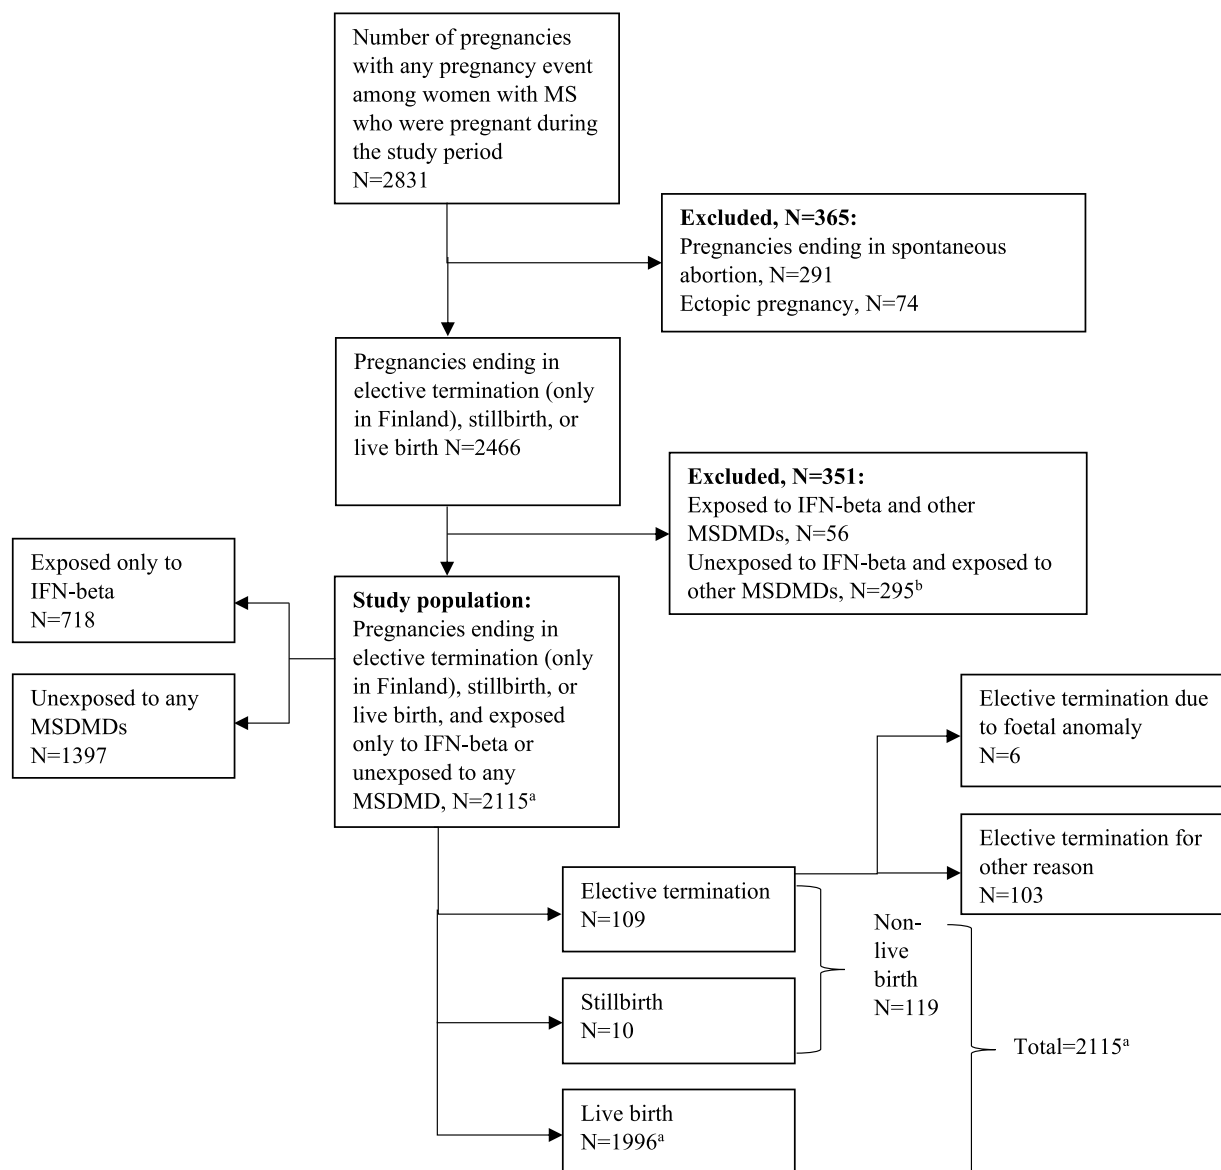 Number of pregnancies
with any pregnancy event
among women with MS
who were pregnant during
the study period
N=2831
Excluded, N=365:
Pregnancies ending in spontaneous
abortion, N=291
Ectopic pregnancy, N=74
Pregnancies ending in
elective termination (only
in Finland), stillbirth, or
live birth N=2466
Excluded, N=351:
Exposed to IFN-beta and other
MSDMDs, N=56
Unexposed to IFN-beta and exposed to
other MSDMDs, N=295ᵇ
Exposed only to
IFN-beta
N=718
Unexposed to any
MSDMDs
N=1397
Study population:
Pregnancies ending in
elective termination (only
in Finland), stillbirth, or
live birth, and exposed
only to IFN-beta or
unexposed to any
MSDMD, N=2115ᵃ
Elective termination due
to foetal anomaly
N=6
Elective termination for
other reason
N=103
Elective termination
N=109
Stillbirth
N=10
Live birth
N=1996ᵃ
Non-
live
birth
N=119
Total=2115ᵃ